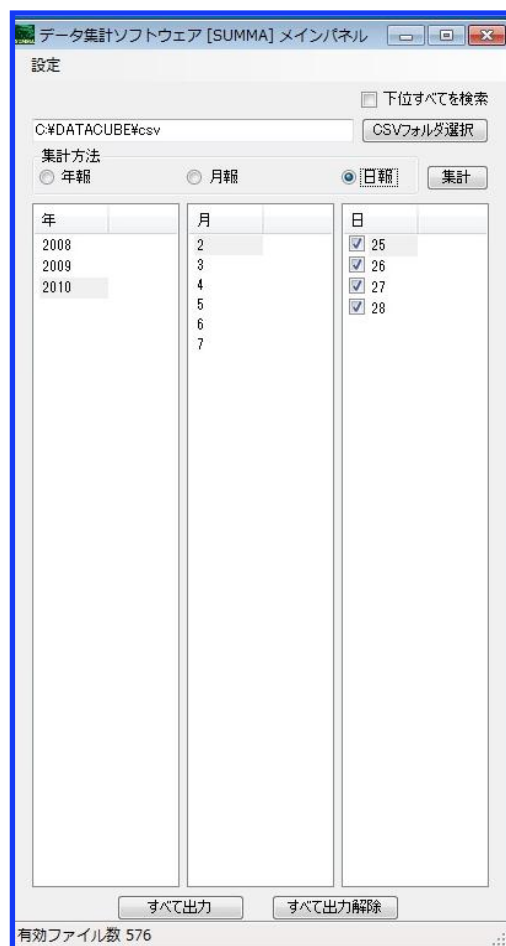 データ集計ソフトウェア [SUMMA] メインパネル
設定
下位すべてを検索
C:¥DATACUBE¥csv
CSVフォルダ選択
集計方法
年報 月報 日報 集計
年 月 日
2008 2 25
2009 3 26
2010 4 27
5 28
6
7
すべて出力 すべて出力解除
有効ファイル数 576